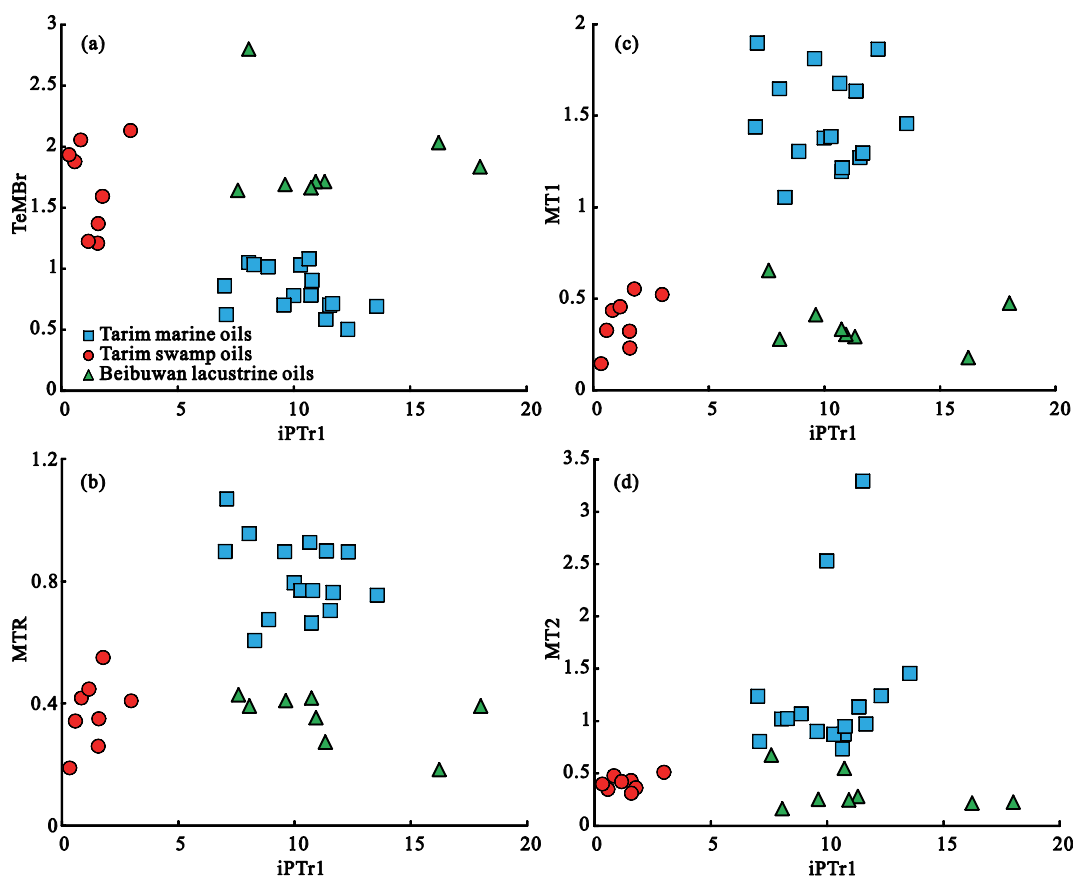 (a)
TeMBr
3
2.5
2
1.5
1
0.5
0
Tarim marine oils
Tarim swamp oils
Beibuwan lacustrine oils
0 5 10 15 20
iPTr1
(c)
MT1
2
1.5
1
0.5
0
0 5 10 15 20
iPTr1
(b)
MTR
1.2
0.8
0.4
0
0 5 10 15 20
iPTr1
(d)
MT2
3.5
3
2.5
2
1.5
1
0.5
0
0 5 10 15 20
iPTr1